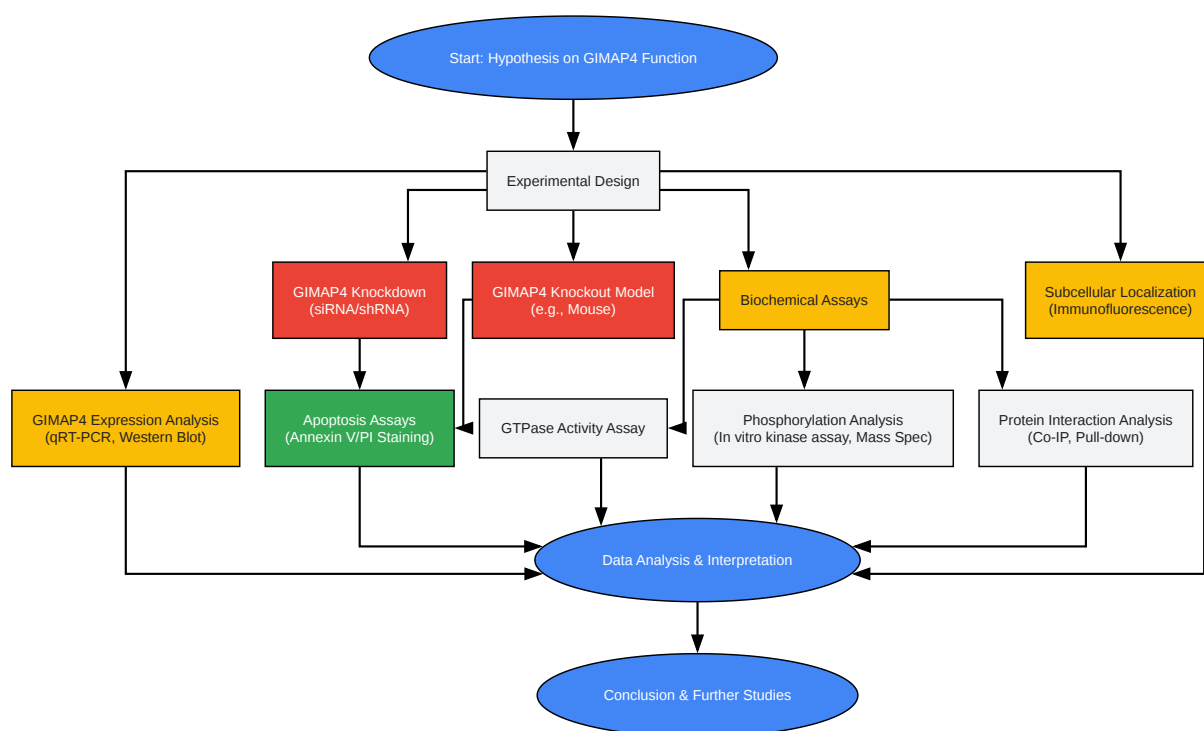 Start: Hypothesis on GIMAP4 Function
Experimental Design
GIMAP4 Knockdown
(siRNA/shRNA)
GIMAP4 Knockout Model
(e.g., Mouse)
Biochemical Assays
Subcellular Localization
(Immunofluorescence)
GIMAP4 Expression Analysis
(qRT-PCR, Western Blot)
Apoptosis Assays
(Annexin V/PI Staining)
GTPase Activity Assay
Phosphorylation Analysis
(In vitro kinase assay, Mass Spec)
Protein Interaction Analysis
(Co-IP, Pull-down)
Data Analysis & Interpretation
Conclusion & Further Studies